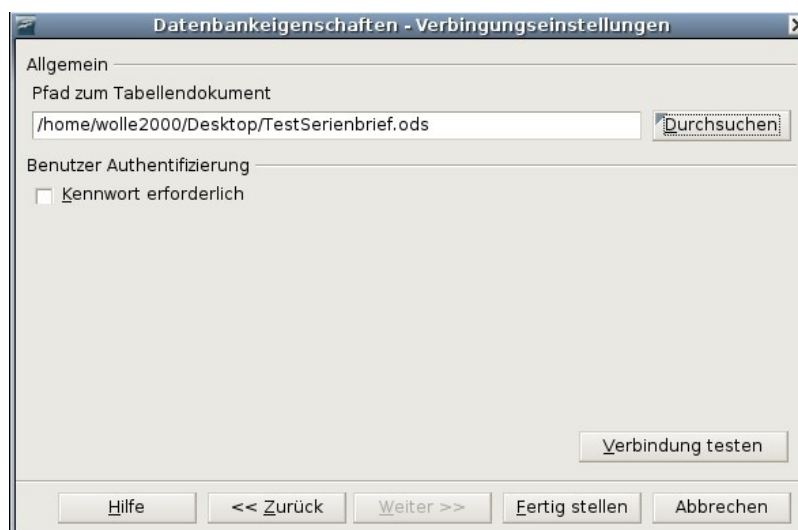 Datenbankeigenschaften - Verbingungseinstellungen
Allgemein
Pfad zum Tabellendokument
/home/wolle2000/Desktop/TestSerienbrief.ods
Durchsuchen
Benutzer Authentifizierung
Kennwort erforderlich
Verbindung testen
Hilfe
<< Zurück
Weiter >>
Fertig stellen
Abbrechen